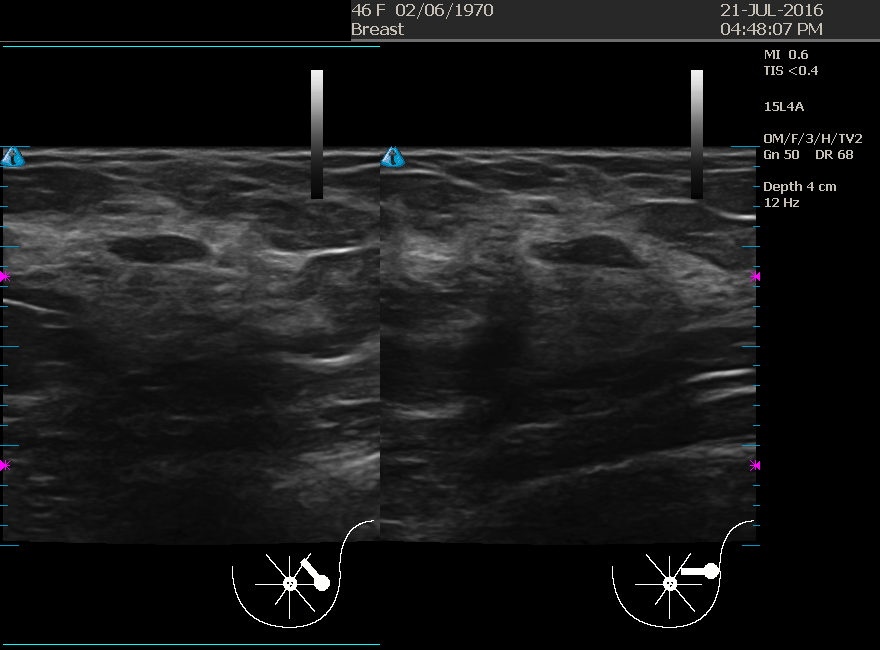 46 F 02/06/1970
21-JUL-2016
Breast
04:48:07 PM
MI 0.6
TIS <0.4
15L4A
OM/F/3/H/TV2
Gn 50 DR 68
Depth 4 cm
12 Hz